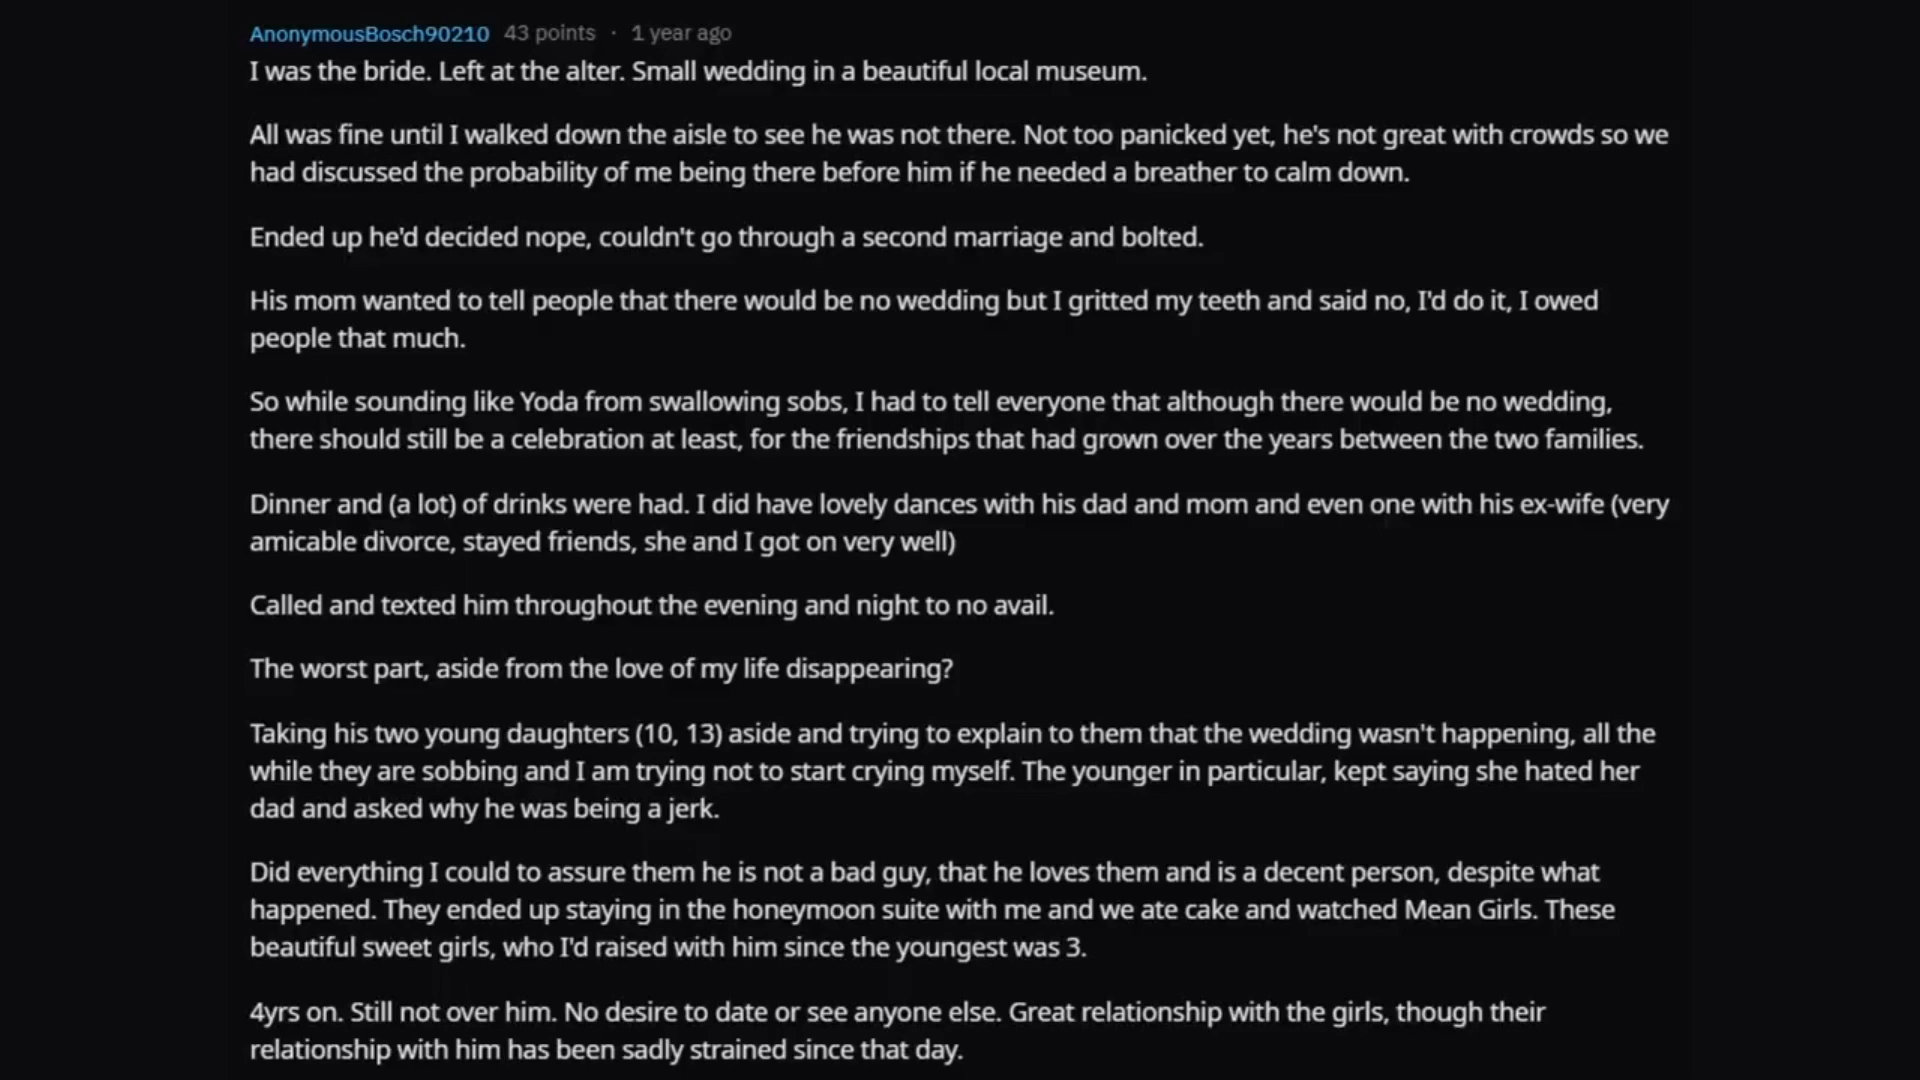 AnonymousBosch90210 43 points · 1 year ago
I was the bride. Left at the alter. Small wedding in a beautiful local museum.
All was fine until I walked down the aisle to see he was not there. Not too panicked yet, he's not great with crowds so we
had discussed the probability of me being there before him if he needed a breather to calm down.
Ended up he'd decided nope, couldn't go through a second marriage and bolted.
His mom wanted to tell people that there would be no wedding but I gritted my teeth and said no, I'd do it, I owed
people that much.
So while sounding like Yoda from swallowing sobs, I had to tell everyone that although there would be no wedding,
there should still be a celebration at least, for the friendships that had grown over the years between the two families.
Dinner and (a lot) of drinks were had. I did have lovely dances with his dad and mom and even one with his ex-wife (very
amicable divorce, stayed friends, she and I got on very well)
Called and texted him throughout the evening and night to no avail.
The worst part, aside from the love of my life disappearing?
Taking his two young daughters (10, 13) aside and trying to explain to them that the wedding wasn't happening, all the
while they are sobbing and I am trying not to start crying myself. The younger in particular, kept saying she hated her
dad and asked why he was being a jerk.
Did everything I could to assure them he is not a bad guy, that he loves them and is a decent person, despite what
happened. They ended up staying in the honeymoon suite with me and we ate cake and watched Mean Girls. These
beautiful sweet girls, who I'd raised with him since the youngest was 3.
4yrs on. Still not over him. No desire to date or see anyone else. Great relationship with the girls, though their
relationship with him has been sadly strained since that day.